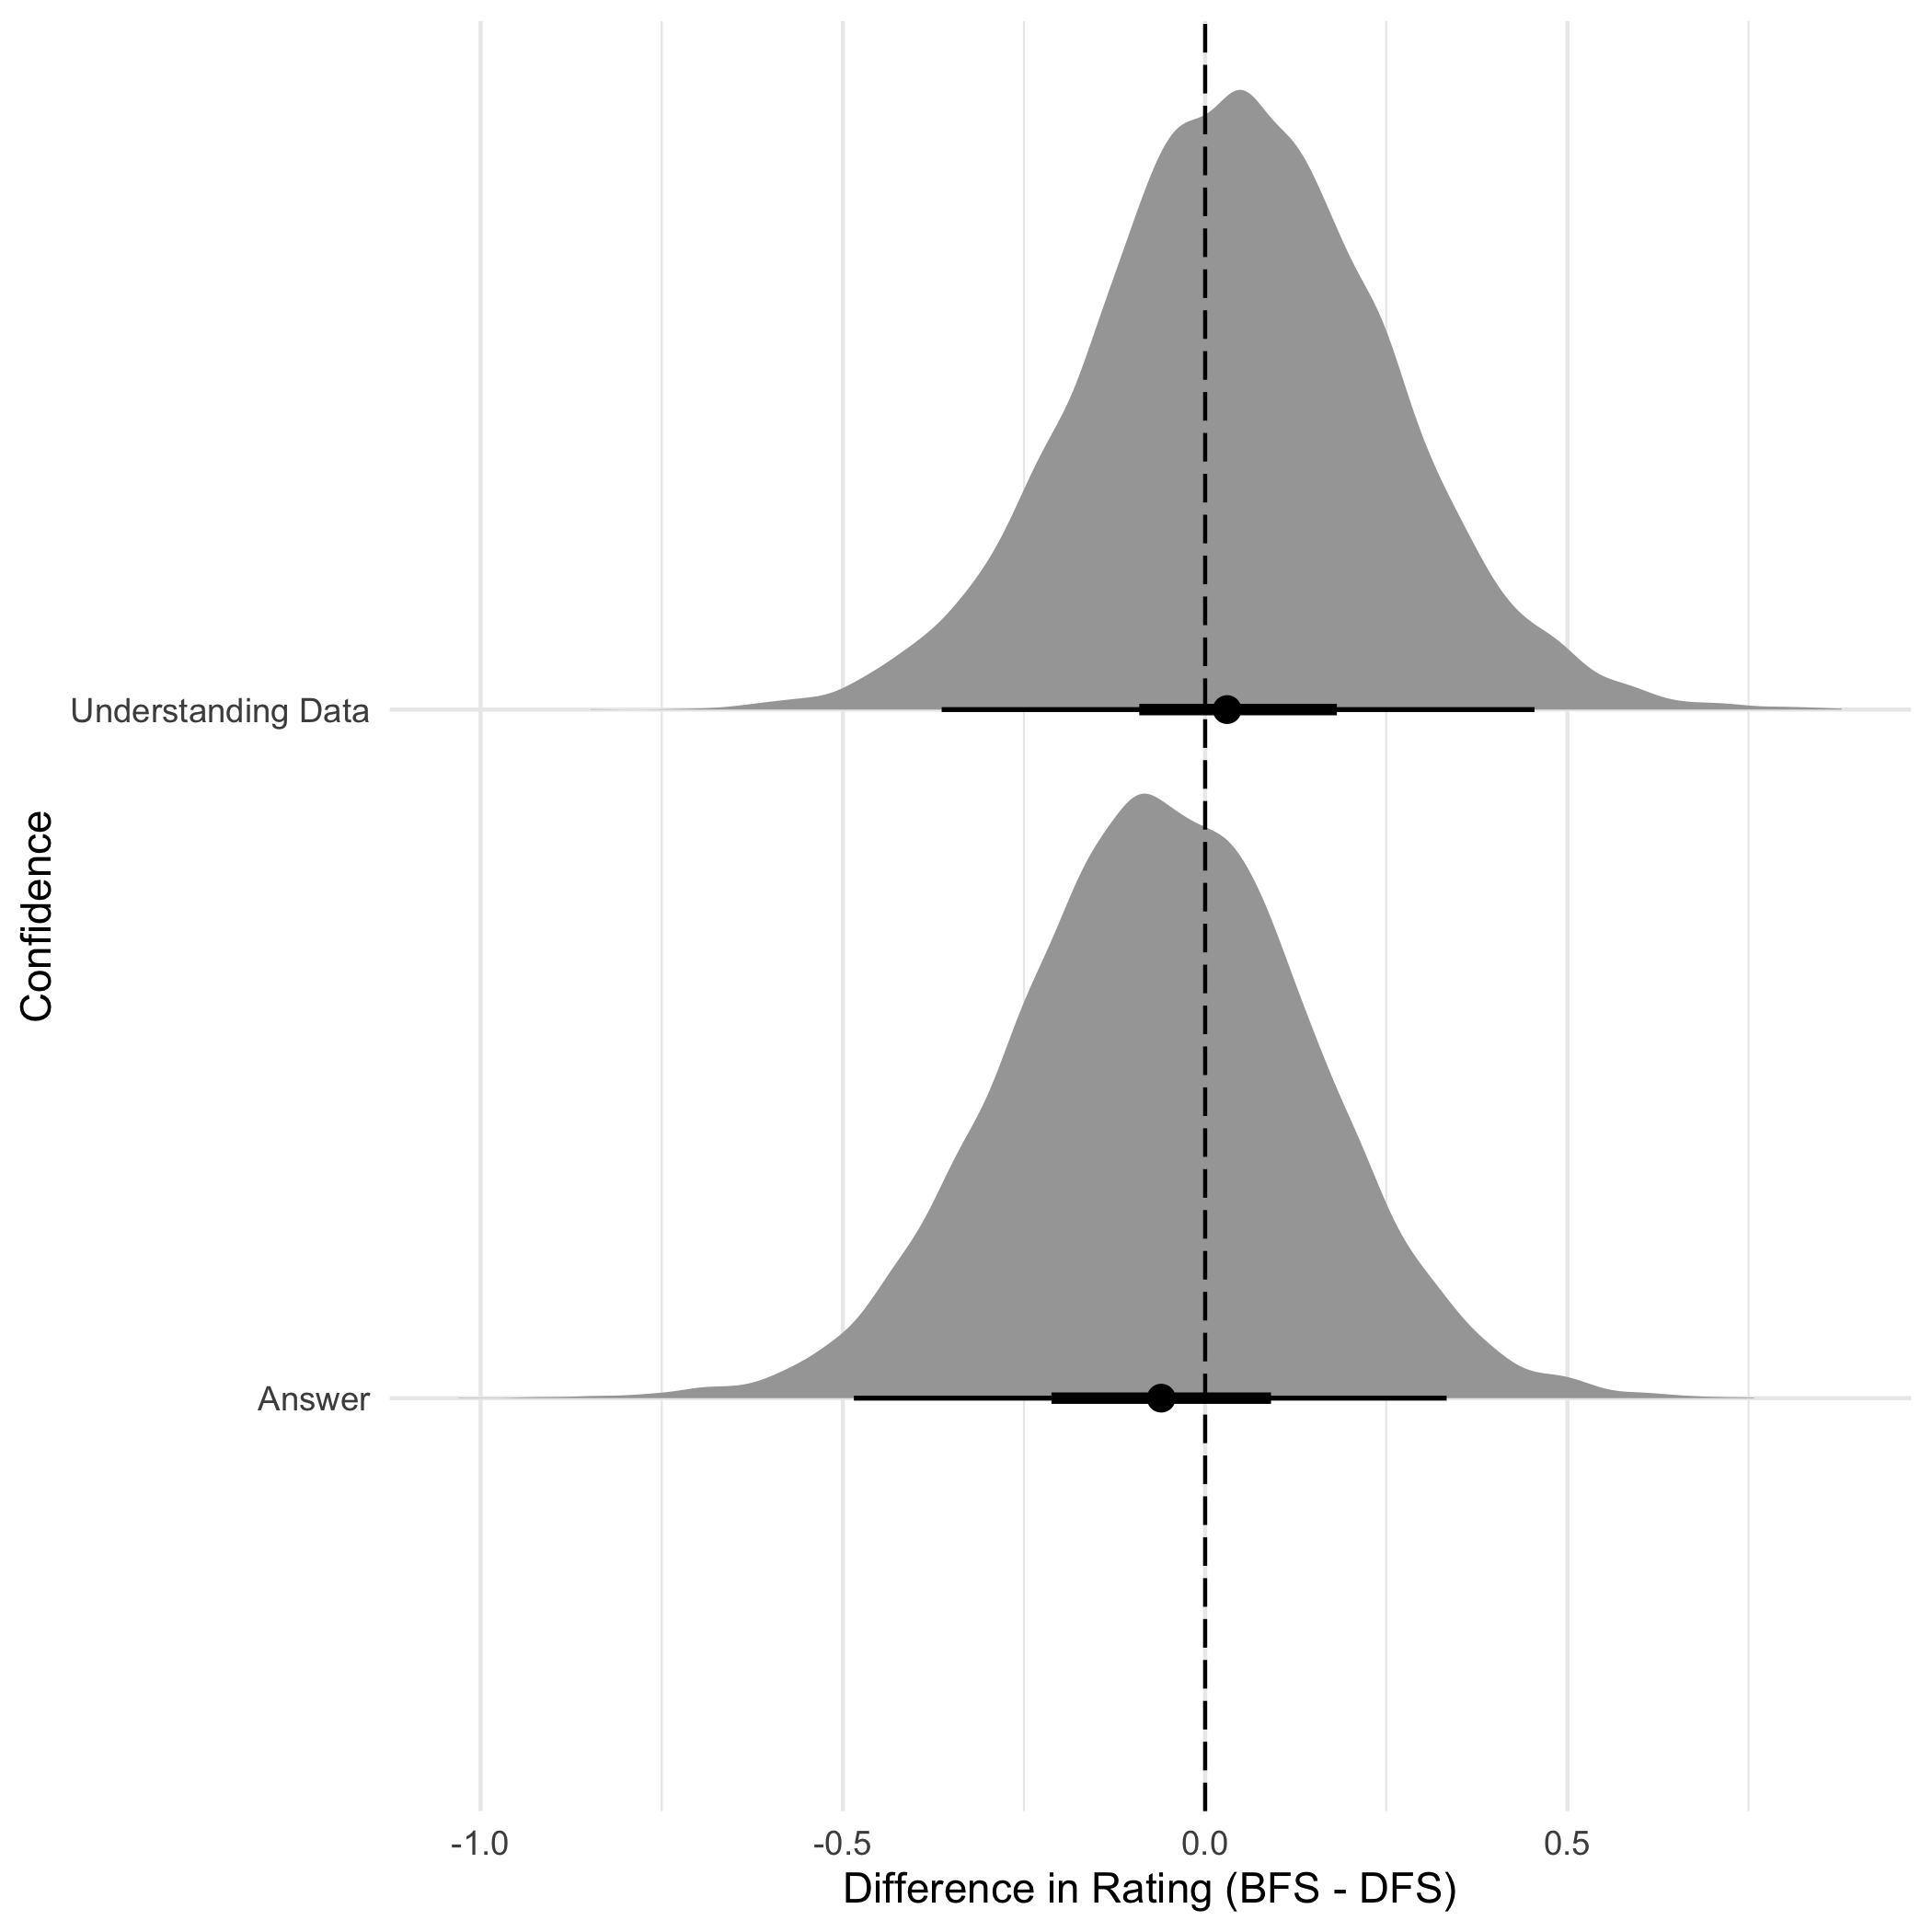 Confidence
Understanding Data
Answer
-1.0
-0.5
0.0
0.5
Difference in Rating (BFS - DFS)